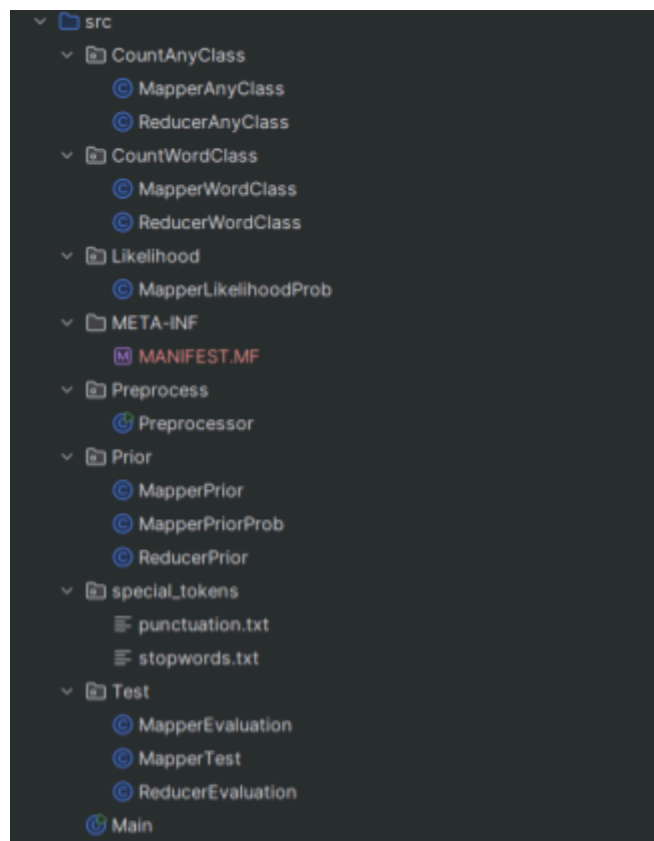 src
CountAnyClass
MapperAnyClass
ReducerAnyClass
CountWordClass
MapperWordClass
ReducerWordClass
Likelihood
MapperLikelihoodProb
META-INF
MANIFEST.MF
Preprocess
Preprocessor
Prior
MapperPrior
MapperPriorProb
ReducerPrior
special_tokens
punctuation.txt
stopwords.txt
Test
MapperEvaluation
MapperTest
ReducerEvaluation
Main